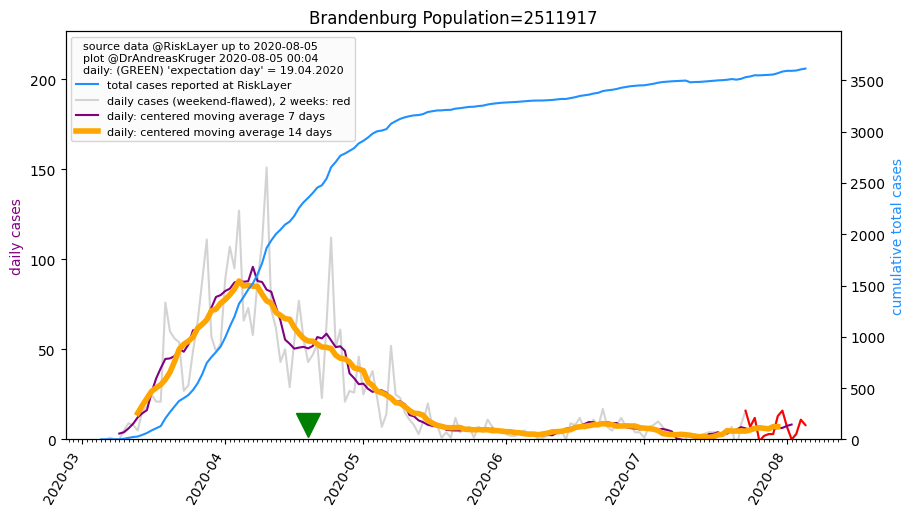 Brandenburg Population=2511917
source data @RiskLayer up to 2020-08-05
plot @DrAndreasKruger 2020-08-05 00:04
daily: (GREEN) 'expectation day' = 19.04.2020
total cases reported at RiskLayer
daily cases (weekend-flawed), 2 weeks: red
daily: centered moving average 7 days
daily: centered moving average 14 days
daily cases
200
150
100
50
0
3500
3000
2500
2000
1500
1000
500
0
cumulative total cases
2020-03
2020-04
2020-05
2020-06
2020-07
2020-08